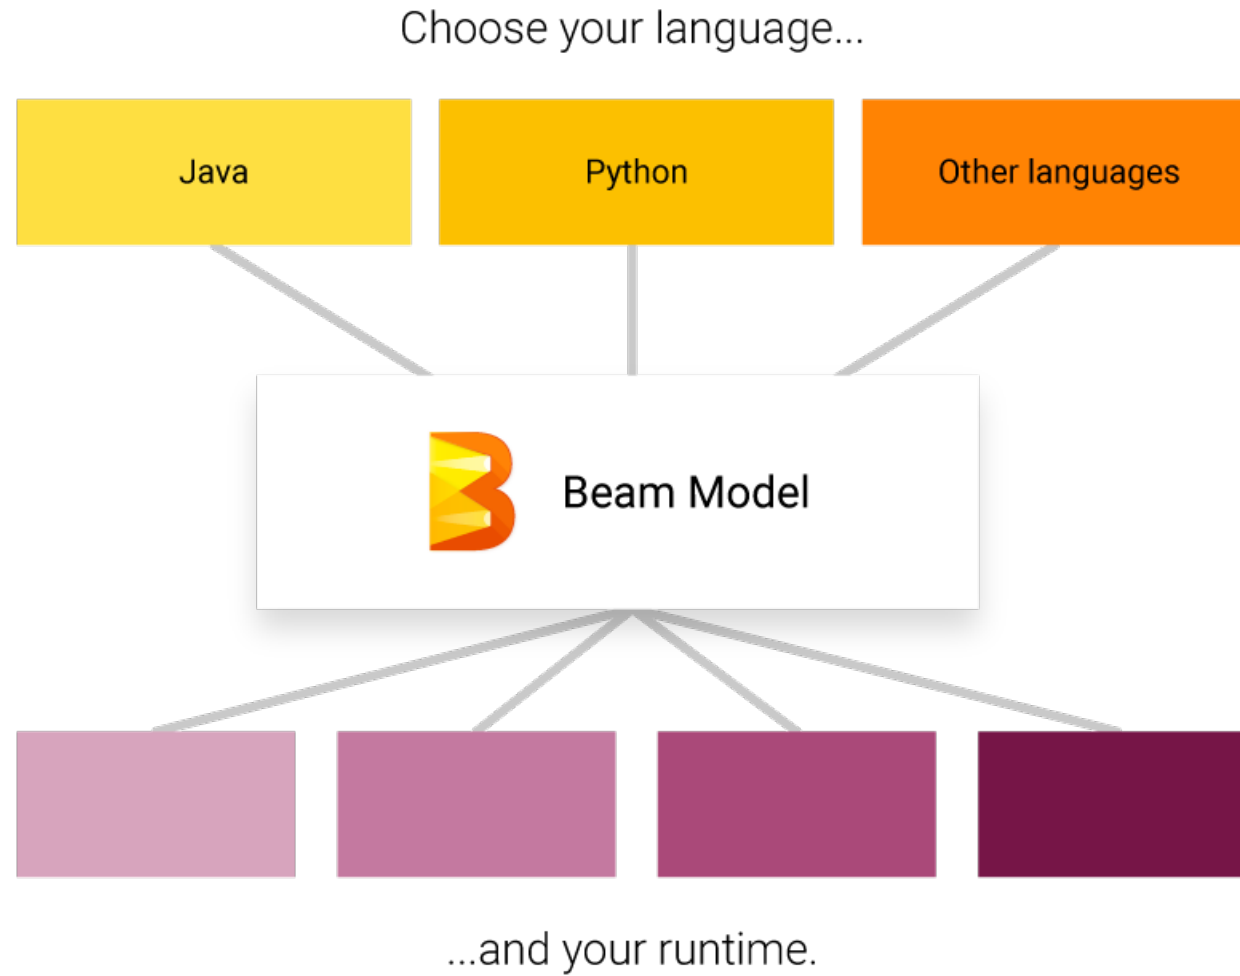 Choose your language...
Java
Python
Other languages
Beam Model
...and your runtime.